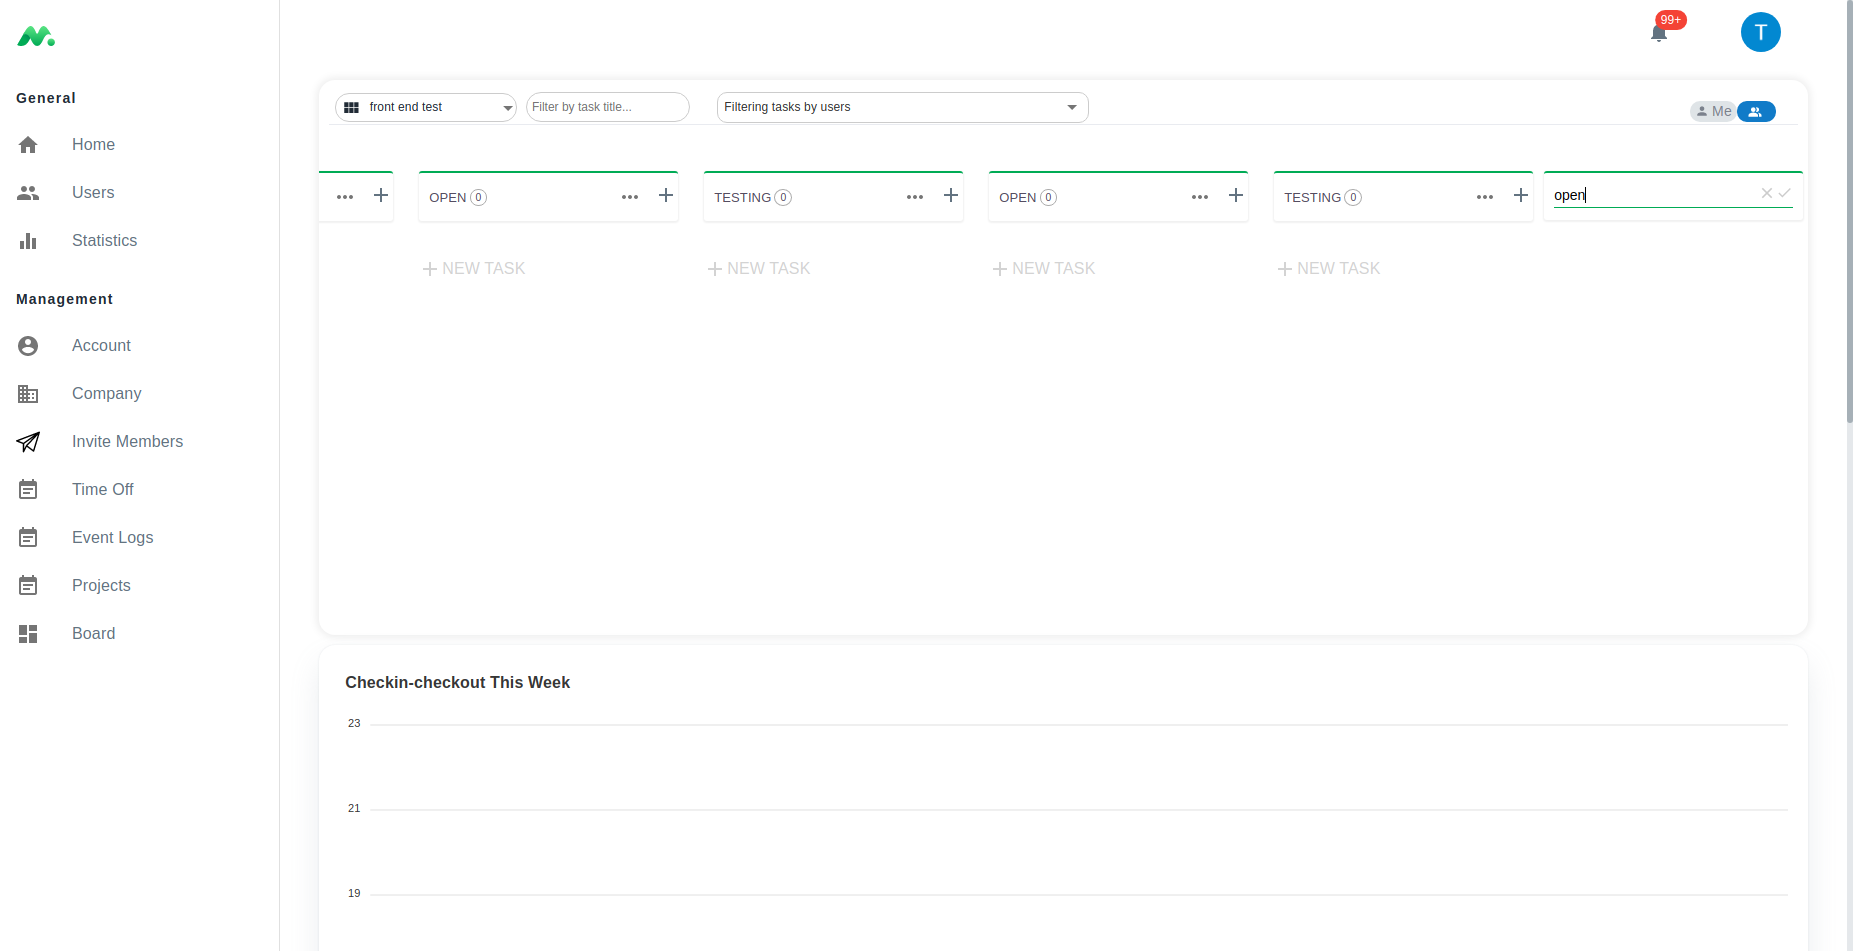 99+
T
General
Home
Users
Statistics
Management
Account
Company
Invite Members
Time Off
Event Logs
Projects
Board
front end test
Filter by task title...
Filtering tasks by users
Me
OPEN 0
TESTING 0
OPEN 0
TESTING 0
open
NEW TASK
NEW TASK
NEW TASK
NEW TASK
Checkin-checkout This Week
23
21
19